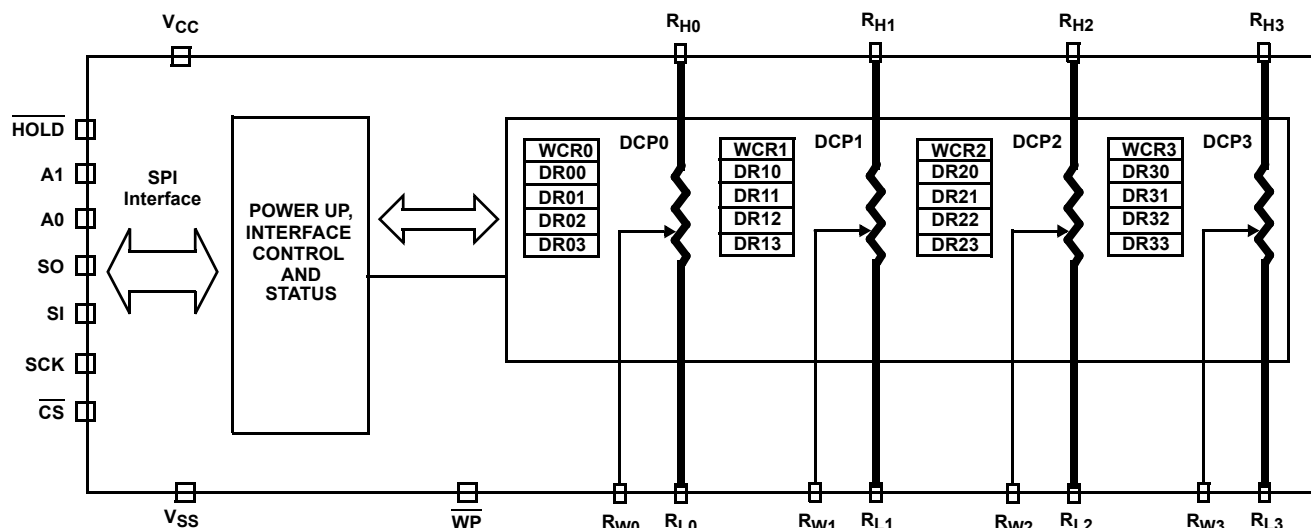 VCC
RH0
RH1
RH2
RH3
HOLD
A1
A0
SO
SI
SCK
CS
SPI
Interface
POWER UP,
INTERFACE
CONTROL
AND
STATUS
WCR0
DR00
DR01
DR02
DR03
DCP0
WCR1
DR10
DR11
DR12
DR13
DCP1
WCR2
DR20
DR21
DR22
DR23
DCP2
WCR3
DR30
DR31
DR32
DR33
DCP3
VSS
WP
RW0
RL0
RW1
RL1
RW2
RL2
RW3
RL3